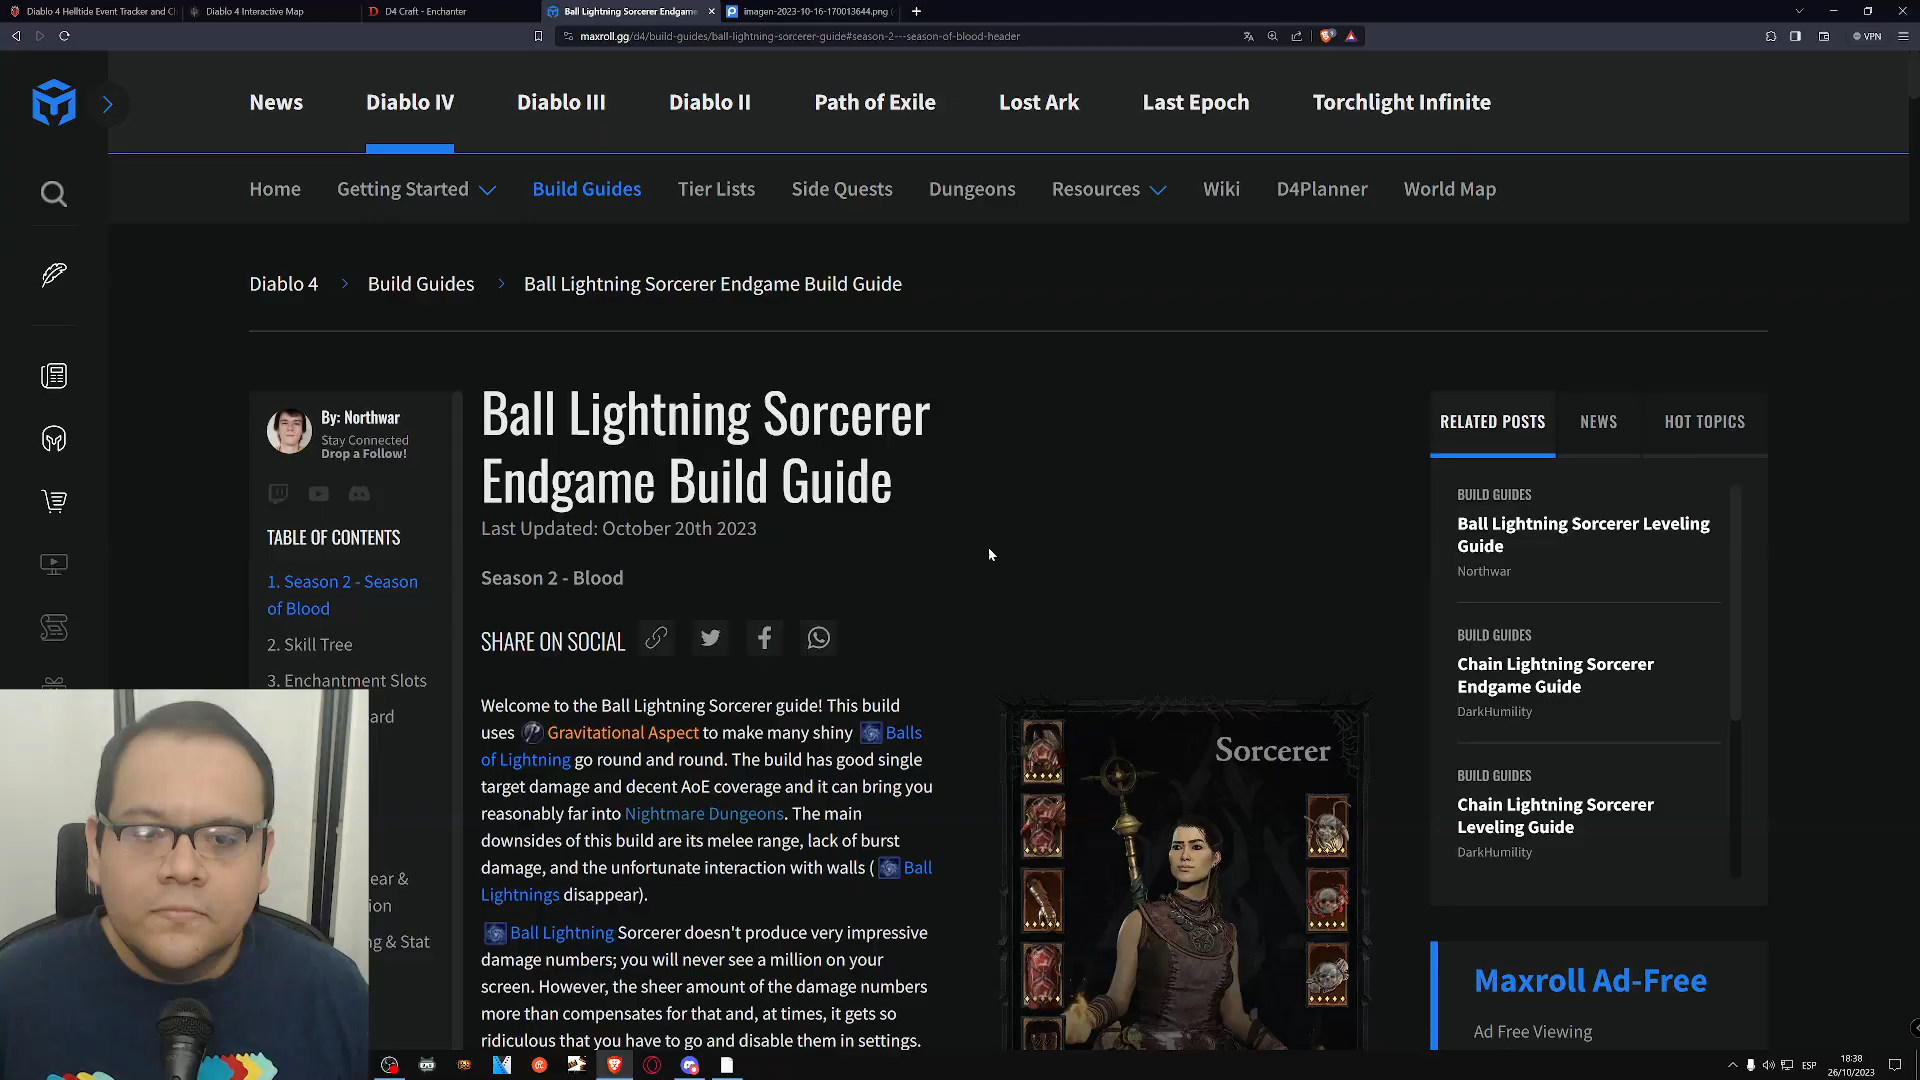 Diablo 4 Helltide Event Tracker and Ch
Diablo 4 Interactive Map
D4 Craft - Enchanter
Ball Lightning Sorcerer Endgame
imagen-2023-10-16-170013644.png (
maxroll.gg/d4/build-guides/ball-lightning-sorcerer-guide#season-2---season-of-blood-header
VPN
News
Diablo IV
Diablo III
Diablo II
Path of Exile
Lost Ark
Last Epoch
Torchlight Infinite
Home
Getting Started
Build Guides
Tier Lists
Side Quests
Dungeons
Resources
Wiki
D4Planner
World Map
Diablo 4 > Build Guides > Ball Lightning Sorcerer Endgame Build Guide
By: Northwar
Stay Connected
Drop a Follow!
TABLE OF CONTENTS
1. Season 2 - Season
of Blood
2. Skill Tree
3. Enchantment Slots
ard
ear &
ion
g & Stat
Ball Lightning Sorcerer
Endgame Build Guide
Last Updated: October 20th 2023
Season 2 - Blood
SHARE ON SOCIAL
Welcome to the Ball Lightning Sorcerer guide! This build
uses Gravitational Aspect to make many shiny Balls
of Lightning go round and round. The build has good single
target damage and decent AoE coverage and it can bring you
reasonably far into Nightmare Dungeons. The main
downsides of this build are its melee range, lack of burst
damage, and the unfortunate interaction with walls ( Ball
Lightnings disappear).
Ball Lightning Sorcerer doesn't produce very impressive
damage numbers; you will never see a million on your
screen. However, the sheer amount of the damage numbers
more than compensates for that and, at times, it gets so
ridiculous that you have to go and disable them in settings.
Sorcerer
RELATED POSTS
NEWS
HOT TOPICS
BUILD GUIDES
Ball Lightning Sorcerer Leveling
Guide
Northwar
BUILD GUIDES
Chain Lightning Sorcerer
Endgame Guide
DarkHumility
BUILD GUIDES
Chain Lightning Sorcerer
Leveling Guide
DarkHumility
Maxroll Ad-Free
Ad Free Viewing
ESP
18:38
26/10/2023